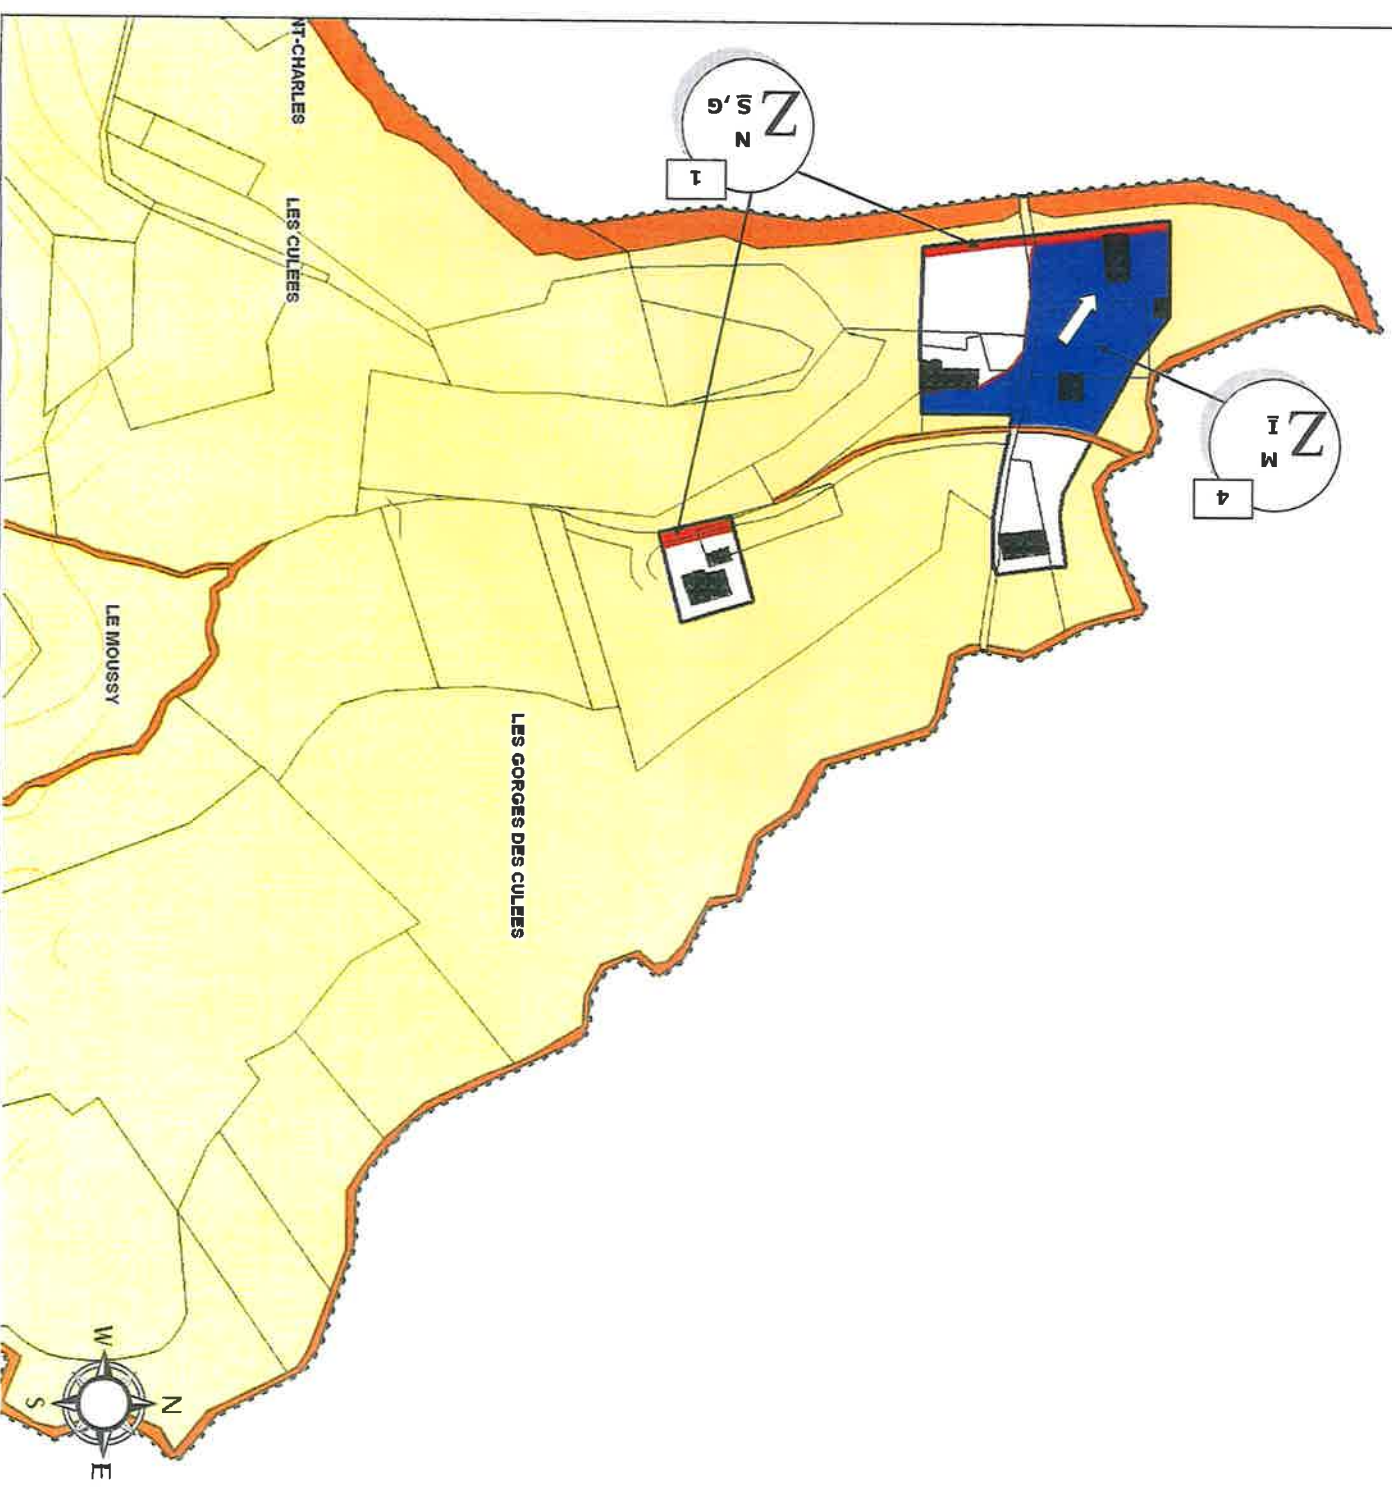 NT-CHARLES
LES CULEES
LE MOUSSY
LES GORGES DES CULEES
Z
N
S,G
1
Z
M
I
4
N
W
E
S